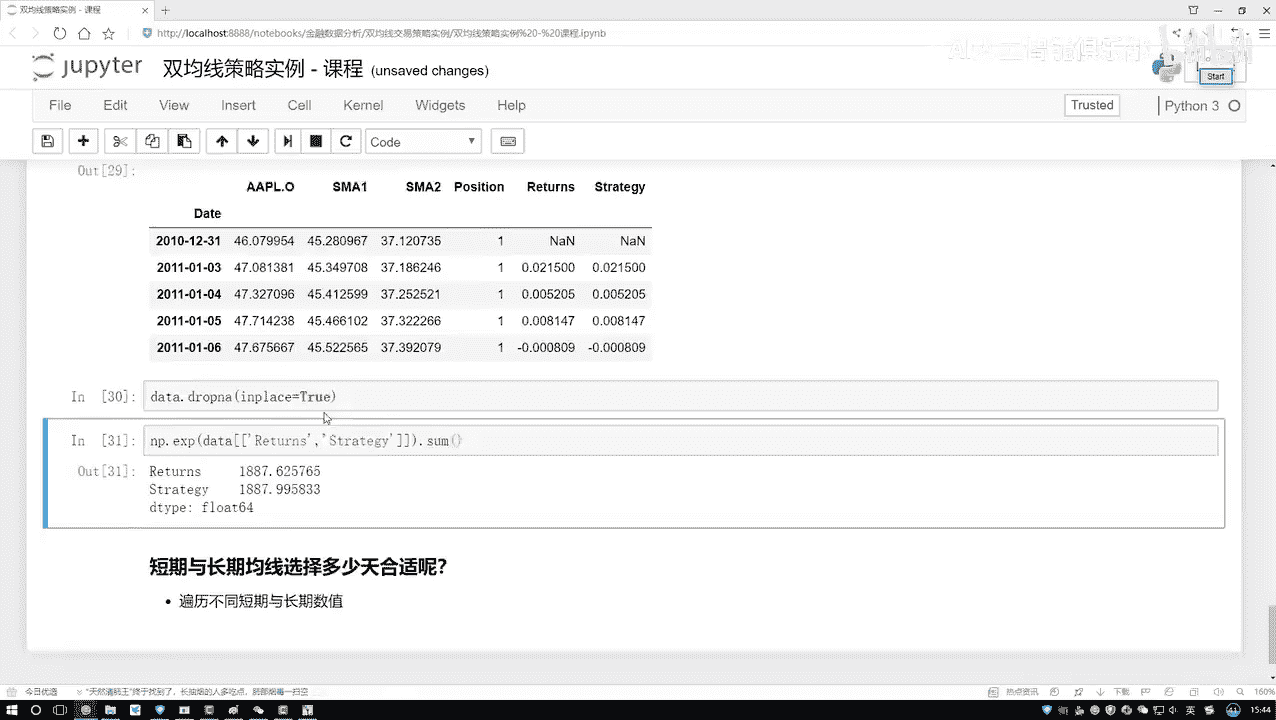 双均线策略实例 - 课程
http://localhost:8888/notebooks/金融数据分析/双均线交易策略实例/双均线策略实例%20-%20课程.ipynb
jupyter 双均线策略实例 - 课程 (unsaved changes)
Start
File Edit View Insert Cell Kernel Widgets Help Trusted Python 3
Code
Out[29]:
AAPL.O SMA1 SMA2 Position Returns Strategy
Date
2010-12-31 46.079954 45.280967 37.120735 1 NaN NaN
2011-01-03 47.081381 45.349708 37.186246 1 0.021500 0.021500
2011-01-04 47.327096 45.412599 37.252521 1 0.005205 0.005205
2011-01-05 47.714238 45.466102 37.322266 1 0.008147 0.008147
2011-01-06 47.675667 45.522565 37.392079 1 -0.000809 -0.000809
In [30]: data.dropna(inplace=True)
In [31]: np.exp(data[['Returns','Strategy']]).sum()
Out[31]: Returns 1887.625765
Strategy 1887.995833
dtype: float64
短期与长期均线选择多少天合适呢?
• 遍历不同短期与长期数值
今日优选
热点资讯 下载 160%
英 15:44